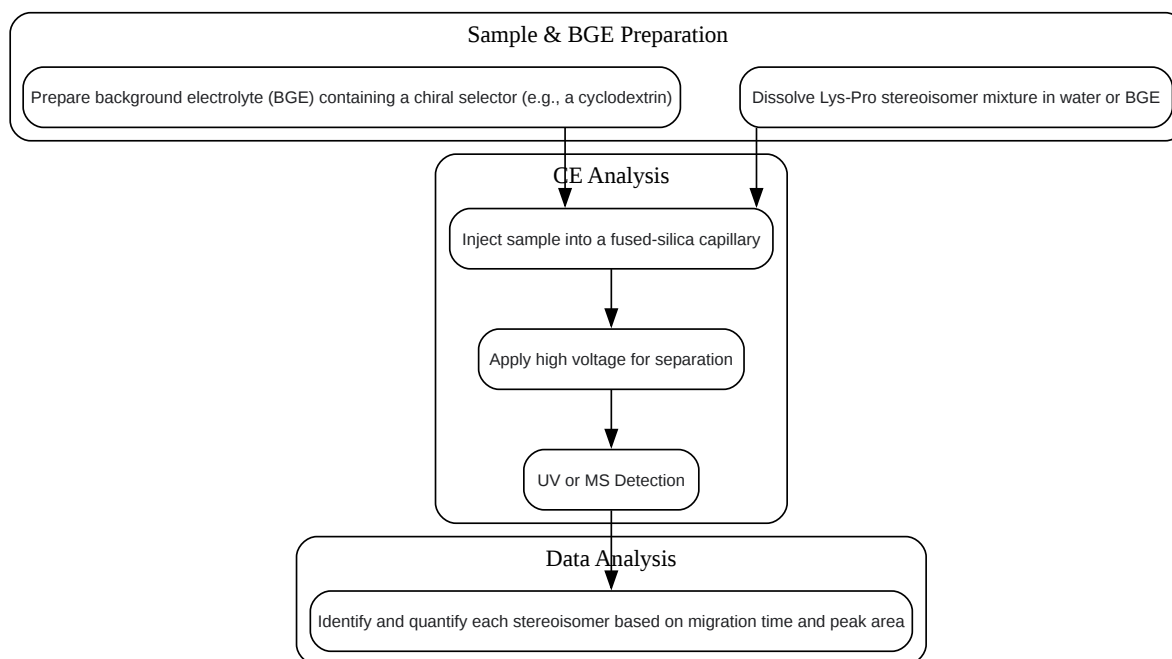 Sample & BGE Preparation
Prepare background electrolyte (BGE) containing a chiral selector (e.g., a cyclodextrin)
Dissolve Lys-Pro stereoisomer mixture in water or BGE
CE Analysis
Inject sample into a fused-silica capillary
Apply high voltage for separation
UV or MS Detection
Data Analysis
Identify and quantify each stereoisomer based on migration time and peak area